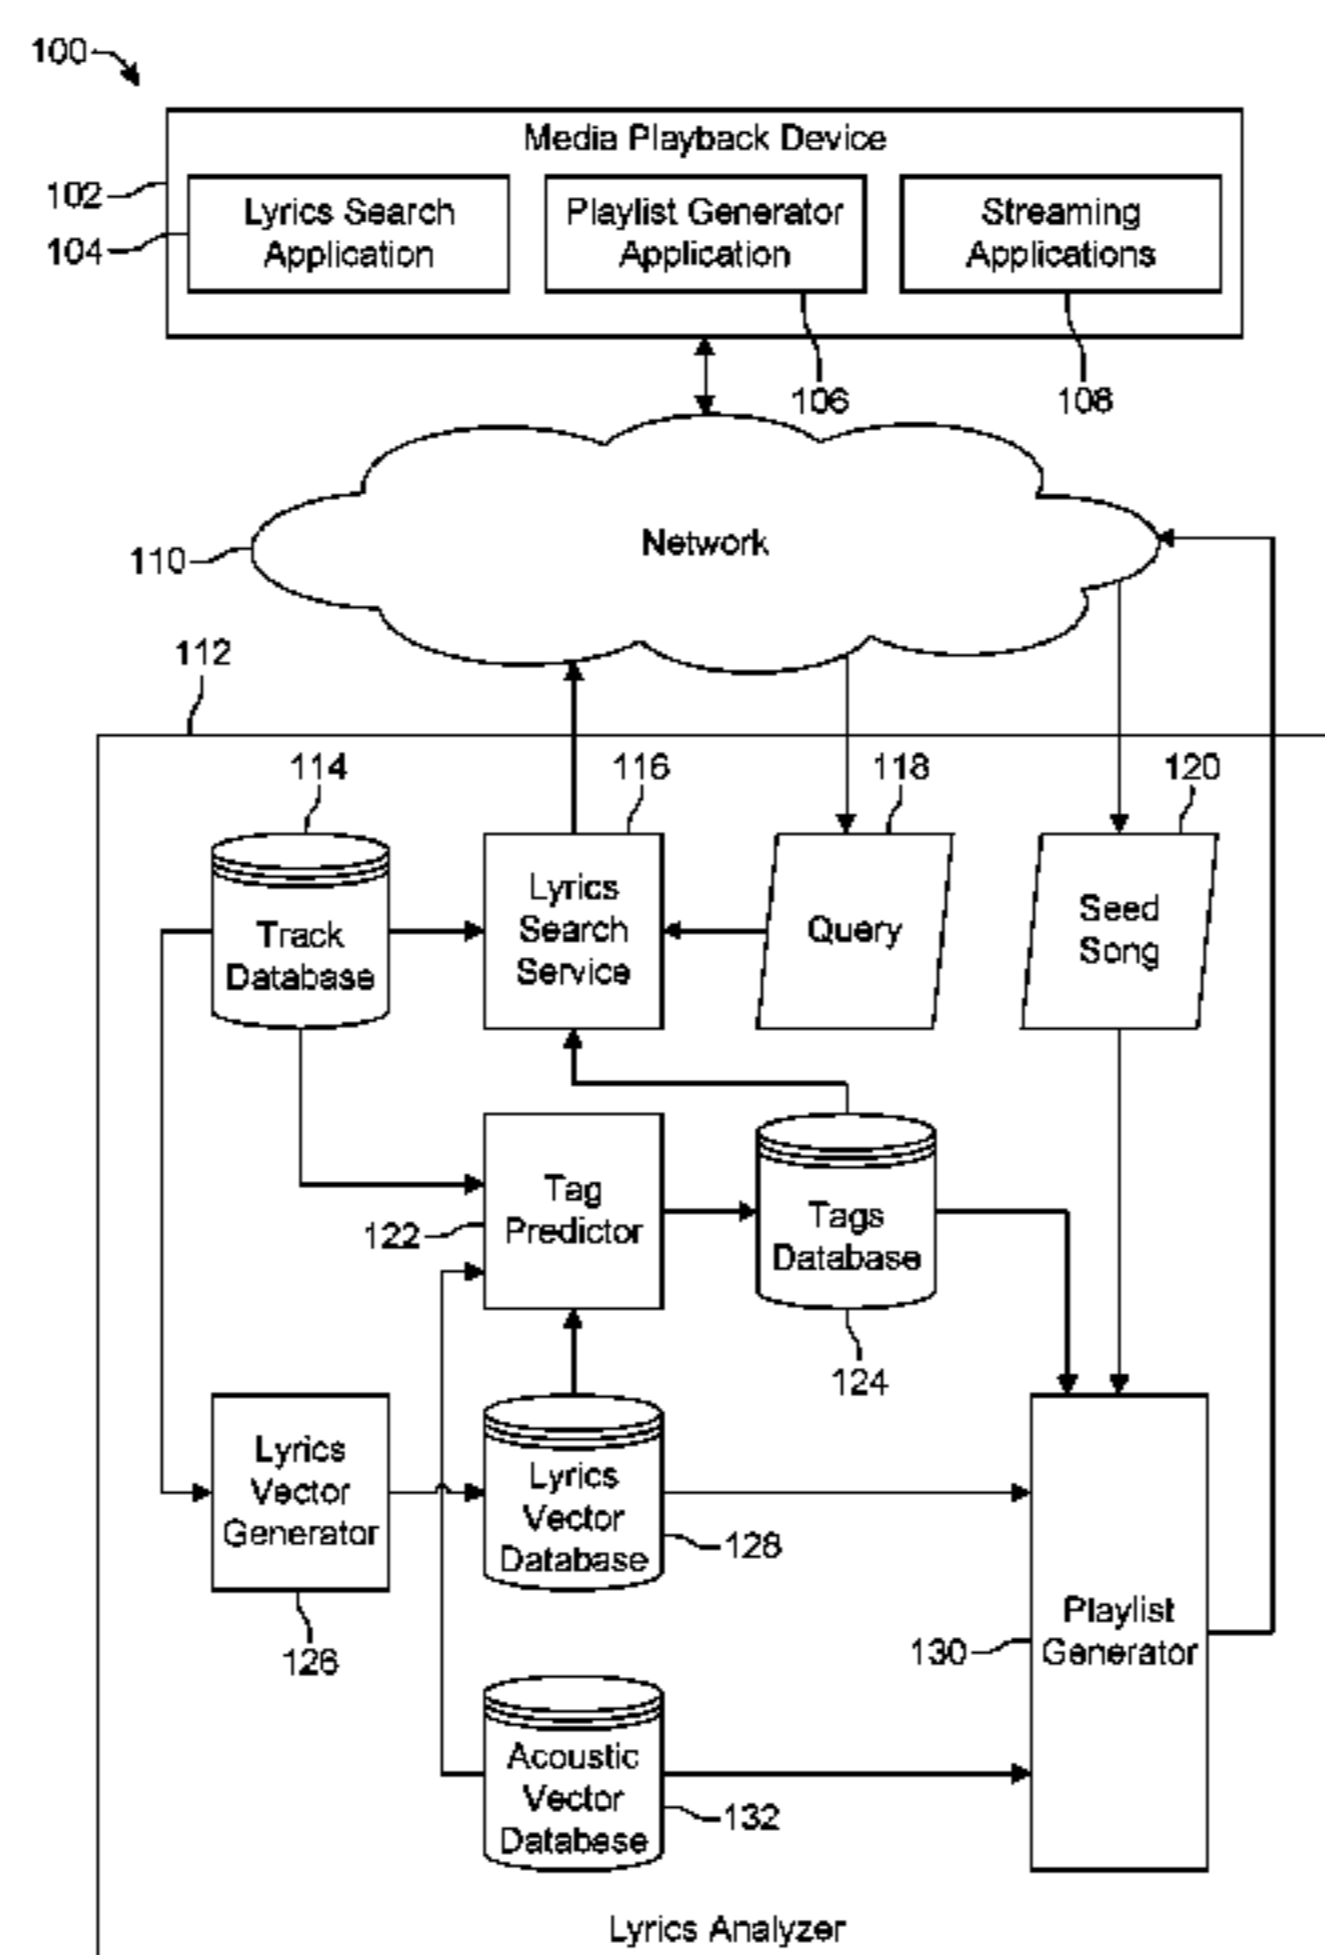 100
Media Playback Device
102
Lyrics Search
Application
Playlist Generator
Application
Streaming
Applications
104
106
108
Network
110
112
114
116
118
120
Track
Database
Lyrics
Search
Service
Query
Seed
Song
Tag
Predictor
122
Tags
Database
124
Lyrics
Vector
Generator
126
Lyrics
Vector
Database
128
Playlist
Generator
130
Acoustic
Vector
Database
132
Lyrics Analyzer